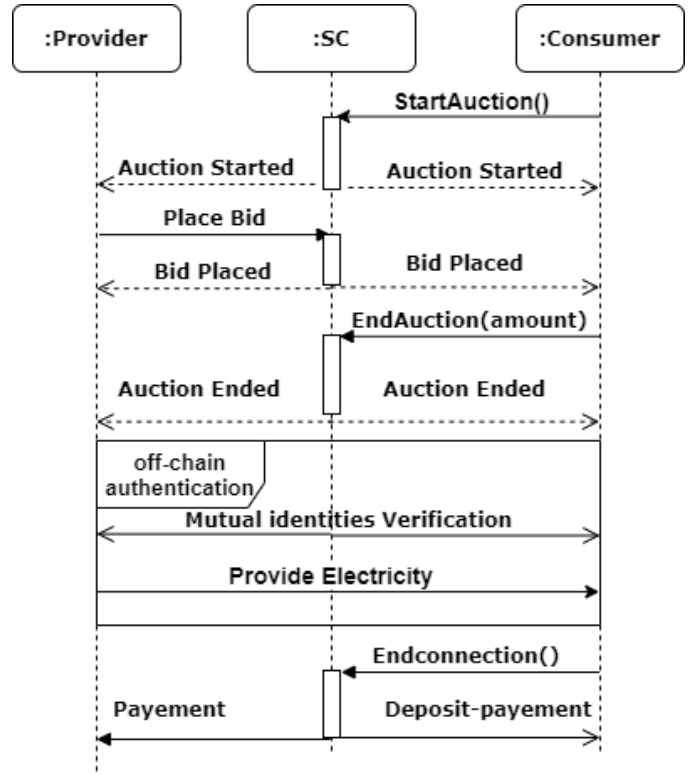 :Provider
:SC
:Consumer
StartAuction()
Auction Started
Auction Started
Place Bid
Bid Placed
Bid Placed
EndAuction(amount)
Auction Ended
Auction Ended
off-chain
authentication
Mutual identities Verification
Provide Electricity
Endconnection()
Payement
Deposit-payement